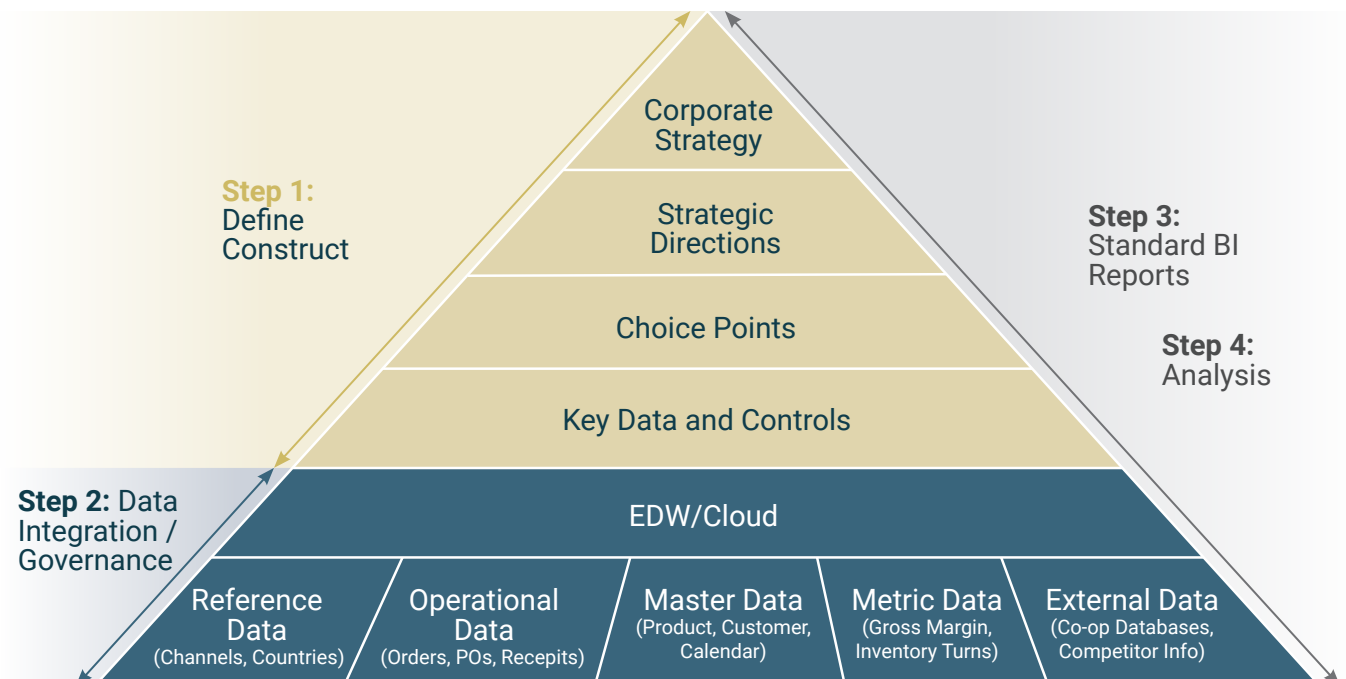 Corporate
Strategy
Step 1:
Define
Construct
Strategic
Directions
Step 3:
Standard BI
Reports
Choice Points
Step 4:
Analysis
Key Data and Controls
Step 2: Data
Integration /
Governance
EDW/Cloud
Reference
Data
(Channels, Countries)
Operational
Data
(Orders, POs, Recepits)
Master Data
(Product, Customer,
Calendar)
Metric Data
(Gross Margin,
Inventory Turns)
External Data
(Co-op Databases,
Competitor Info)